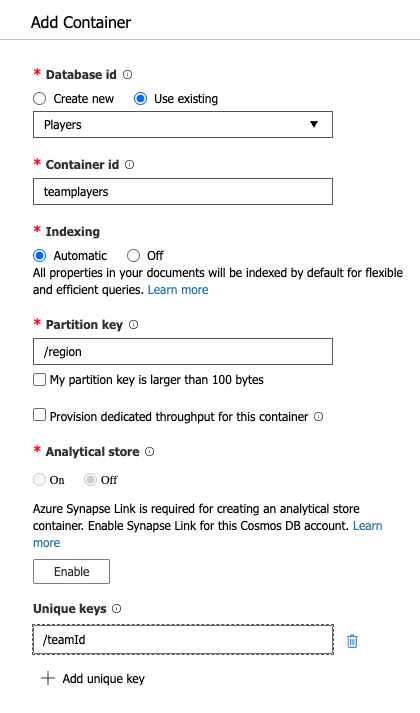 Add Container
* Database id
Create new Use existing
Players
* Container id
teamplayers
* Indexing
Automatic Off
All properties in your documents will be indexed by default for flexible
and efficient queries. Learn more
* Partition key
/region
My partition key is larger than 100 bytes
Provision dedicated throughput for this container
* Analytical store
On Off
Azure Synapse Link is required for creating an analytical store
container. Enable Synapse Link for this Cosmos DB account. Learn
more
Enable
Unique keys
/teamId
+ Add unique key